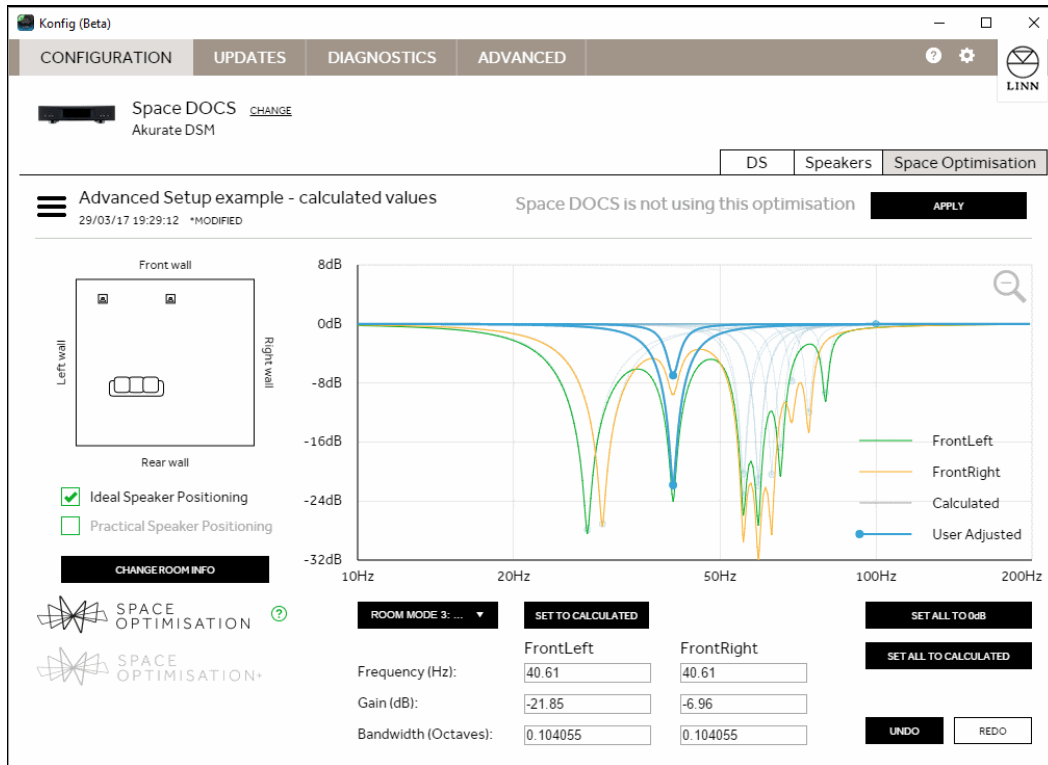 Konfig (Beta)
CONFIGURATION UPDATES DIAGNOSTICS ADVANCED ?
LINN
Space DOCS CHANGE
Akurate DSM
DS Speakers Space Optimisation
Advanced Setup example - calculated values
29/03/17 19:29:12 *MODIFIED
Space DOCS is not using this optimisation APPLY
Front wall
Left wall
Right wall
Rear wall
Ideal Speaker Positioning
Practical Speaker Positioning
CHANGE ROOM INFO
SPACE
OPTIMISATION ?
SPACE
OPTIMISATION+
8dB
0dB
-8dB
-16dB
-24dB
-32dB
10Hz 20Hz 50Hz 100Hz 200Hz
FrontLeft
FrontRight
Calculated
User Adjusted
ROOM MODE 3: ... SET TO CALCULATED SET ALL TO 0dB
SET ALL TO CALCULATED
FrontLeft FrontRight
Frequency (Hz): 40.61 40.61
Gain (dB): -21.85 -6.96
Bandwidth (Octaves): 0.104055 0.104055
UNDO REDO